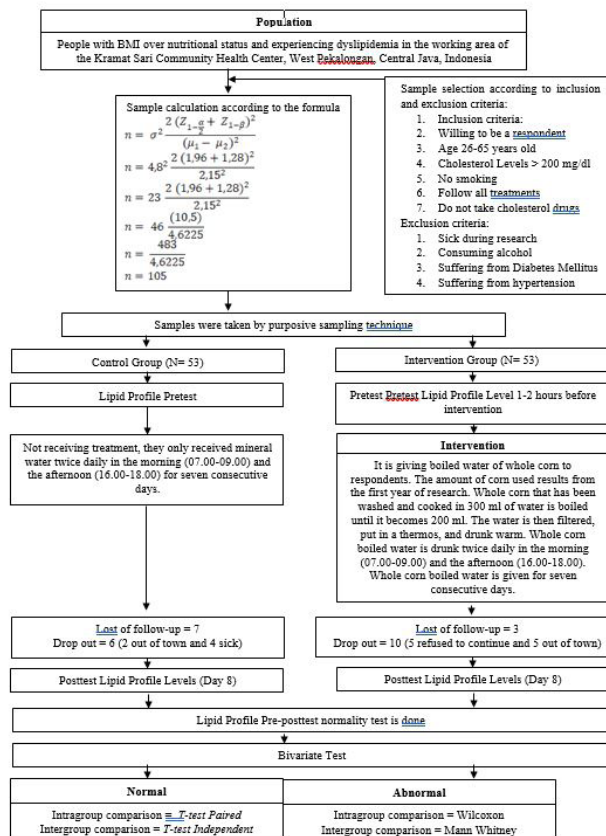 Population
People with BMI over nutritional status and experiencing dyslipidemia in the working area of
the Kramat Sari Community Health Center, West Pekalongan, Central Java, Indonesia
Sample calculation according to the formula
n = σ² 2 (Z₁₋α/₂ + Z₁₋β)² / (μ₁ − μ₂)²
n = 4,8² 2 (1,96 + 1,28)² / 2,15²
n = 23 2 (1,96 + 1,28)² / 2,15²
n = 46 (10,5) / 4,6225
n = 483 / 4,6225
n = 105
Sample selection according to inclusion
and exclusion criteria:
1. Inclusion criteria:
2. Willing to be a respondent
3. Age 26-65 years old
4. Cholesterol Levels > 200 mg/dl
5. No smoking
6. Follow all treatments
7. Do not take cholesterol drugs
Exclusion criteria:
1. Sick during research
2. Consuming alcohol
3. Suffering from Diabetes Mellitus
4. Suffering from hypertension
Samples were taken by purposive sampling technique
Control Group (N= 53)
Lipid Profile Pretest
Not receiving treatment, they only received mineral
water twice daily in the morning (07.00-09.00) and
the afternoon (16.00-18.00) for seven consecutive
days.
Lost of follow-up = 7
Drop out = 6 (2 out of town and 4 sick)
Posttest Lipid Profile Levels (Day 8)
Intervention Group (N= 53)
Pretest Pretest Lipid Profile Level 1-2 hours before
intervention
Intervention
It is giving boiled water of whole corn to
respondents. The amount of corn used results from
the first year of research. Whole corn that has been
washed and cooked in 300 ml of water is boiled
until it becomes 200 ml. The water is then filtered,
put in a thermos, and drunk warm. Whole corn
boiled water is drunk twice daily in the morning
(07.00-09.00) and the afternoon (16.00-18.00).
Whole corn boiled water is given for seven
consecutive days.
Lost of follow-up = 3
Drop out = 10 (5 refused to continue and 5 out of town)
Posttest Lipid Profile Levels (Day 8)
Lipid Profile Pre-posttest normality test is done
Bivariate Test
Normal
Intragroup comparison = T-test Paired
Intergroup comparison = T-test Independent
Abnormal
Intragroup comparison = Wilcoxon
Intergroup comparison = Mann Whitney